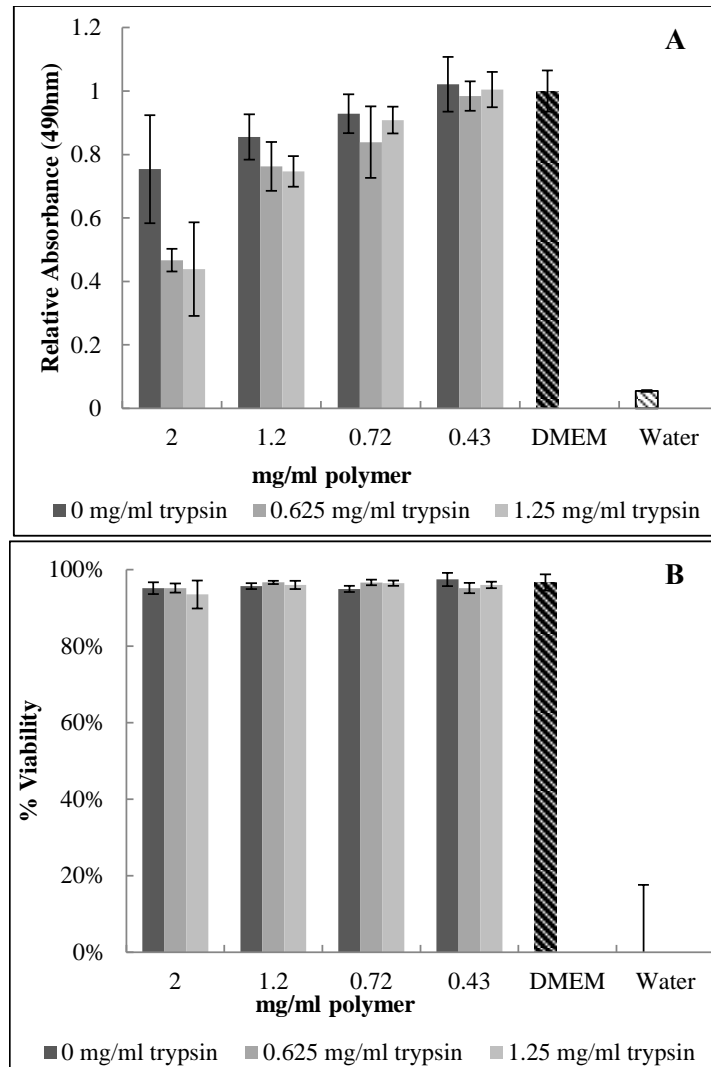 A
1.2
1
0.8
0.6
0.4
0.2
0
Relative Absorbance (490nm)
2 1.2 0.72 0.43 DMEM Water
mg/ml polymer
0 mg/ml trypsin 0.625 mg/ml trypsin 1.25 mg/ml trypsin
B
100%
80%
60%
40%
20%
0%
% Viability
2 1.2 0.72 0.43 DMEM Water
mg/ml polymer
0 mg/ml trypsin 0.625 mg/ml trypsin 1.25 mg/ml trypsin